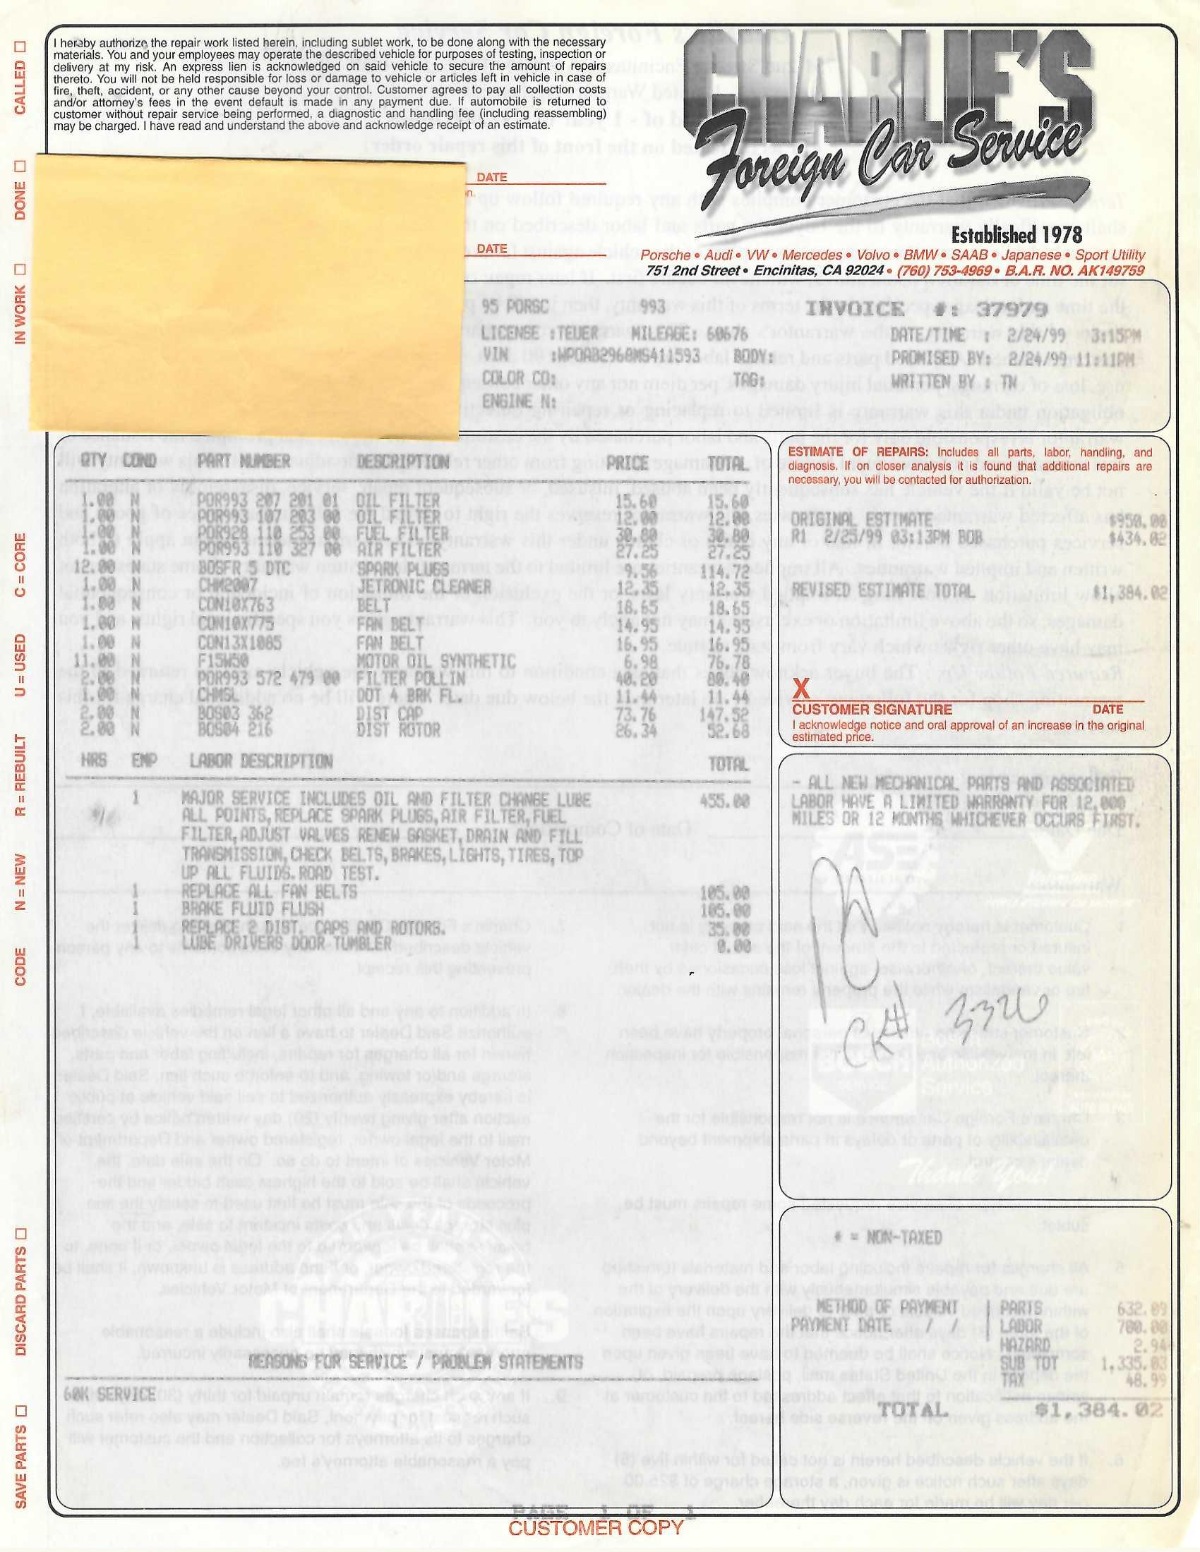 I hereby authorize the repair work listed herein, including sublet work, to be done along with the necessary
materials. You and your employees may operate the described vehicle for purposes of testing, inspection or
delivery at my risk. An express lien is acknowledged on said vehicle to secure the amount of repairs
thereto. You will not be held responsible for loss or damage to vehicle or articles left in vehicle in case of
fire, theft, accident, or any other cause beyond your control. Customer agrees to pay all collection costs
and/or attorney's fees in the event default is made in any payment due. If automobile is returned to
customer without repair service being performed, a diagnostic and handling fee (including reassembling)
may be charged. I have read and understand the above and acknowledge receipt of an estimate.
DATE
DATE
CHARLIE'S
Foreign Car Service
Established 1978
Porsche • Audi • VW • Mercedes • Volvo • BMW • SAAB • Japanese • Sport Utility
751 2nd Street • Encinitas, CA 92024 • (760) 753-4969 • B.A.R. NO. AK149759
CALLED
DONE
IN WORK
C = CORE
U = USED
R = REBUILT
N = NEW
CODE
DISCARD PARTS
SAVE PARTS
95 PORSC 993
LICENSE :TEUER MILEAGE: 60676
VIN :WPOAB2968MS411593 BODY:
COLOR CO: TAG:
ENGINE N:
INVOICE #: 37979
DATE/TIME : 2/24/99 3:15PM
PROMISED BY: 2/24/99 11:11PM
WRITTEN BY : TN
QTY COND PART NUMBER DESCRIPTION PRICE TOTAL
1.00 N POR993 207 201 01 OIL FILTER 15.60 15.60
1.00 N POR993 107 203 00 OIL FILTER 12.00 12.00
1.00 N POR928 110 253 00 FUEL FILTER 30.80 30.80
1.00 N POR993 110 327 00 AIR FILTER 27.25 27.25
12.00 N BOSFR 5 DTC SPARK PLUGS 9.56 114.72
1.00 N CHM2007 JETRONIC CLEANER 12.35 12.35
1.00 N CON10X763 BELT 18.65 18.65
1.00 N CON10X775 FAN BELT 14.95 14.95
1.00 N CON13X1085 FAN BELT 16.95 16.95
11.00 N F15W50 MOTOR OIL SYNTHETIC 6.98 76.78
2.00 N POR993 572 479 00 FILTER POLLIN 40.20 80.40
1.00 N CHMSL DOT 4 BRK FL. 11.44 11.44
2.00 N BOS03 362 DIST CAP 73.76 147.52
2.00 N BOS04 216 DIST ROTOR 26.34 52.68
HRS EMP LABOR DESCRIPTION TOTAL
1 MAJOR SERVICE INCLUDES OIL AND FILTER CHANGE LUBE 455.00
ALL POINTS, REPLACE SPARK PLUGS, AIR FILTER, FUEL
FILTER, ADJUST VALVES RENEW GASKET, DRAIN AND FILL
TRANSMISSION, CHECK BELTS, BRAKES, LIGHTS, TIRES, TOP
UP ALL FLUIDS. ROAD TEST.
1 REPLACE ALL FAN BELTS 105.00
1 BRAKE FLUID FLUSH 105.00
1 REPLACE 2 DIST. CAPS AND ROTORS. 35.00
1 LUBE DRIVERS DOOR TUMBLER 0.00
ESTIMATE OF REPAIRS: Includes all parts, labor, handling, and
diagnosis. If on closer analysis it is found that additional repairs are
necessary, you will be contacted for authorization.
ORIGINAL ESTIMATE $950.00
R1 2/25/99 03:13PM BOB $434.02
REVISED ESTIMATE TOTAL $1,384.02
X
CUSTOMER SIGNATURE DATE
I acknowledge notice and oral approval of an increase in the original
estimated price.
- ALL NEW MECHANICAL PARTS AND ASSOCIATED
LABOR HAVE A LIMITED WARRANTY FOR 12,000
MILES OR 12 MONTHS WHICHEVER OCCURS FIRST.
CK# 3320
Thank You!
* = NON-TAXED
METHOD OF PAYMENT
PAYMENT DATE / /
PARTS 632.09
LABOR 700.00
HAZARD 2.94*
SUB TOT 1,335.03
TAX 48.99
TOTAL $1,384.02
REASONS FOR SERVICE / PROBLEM STATEMENTS
60K SERVICE
PAGE 1 OF 1
CUSTOMER COPY